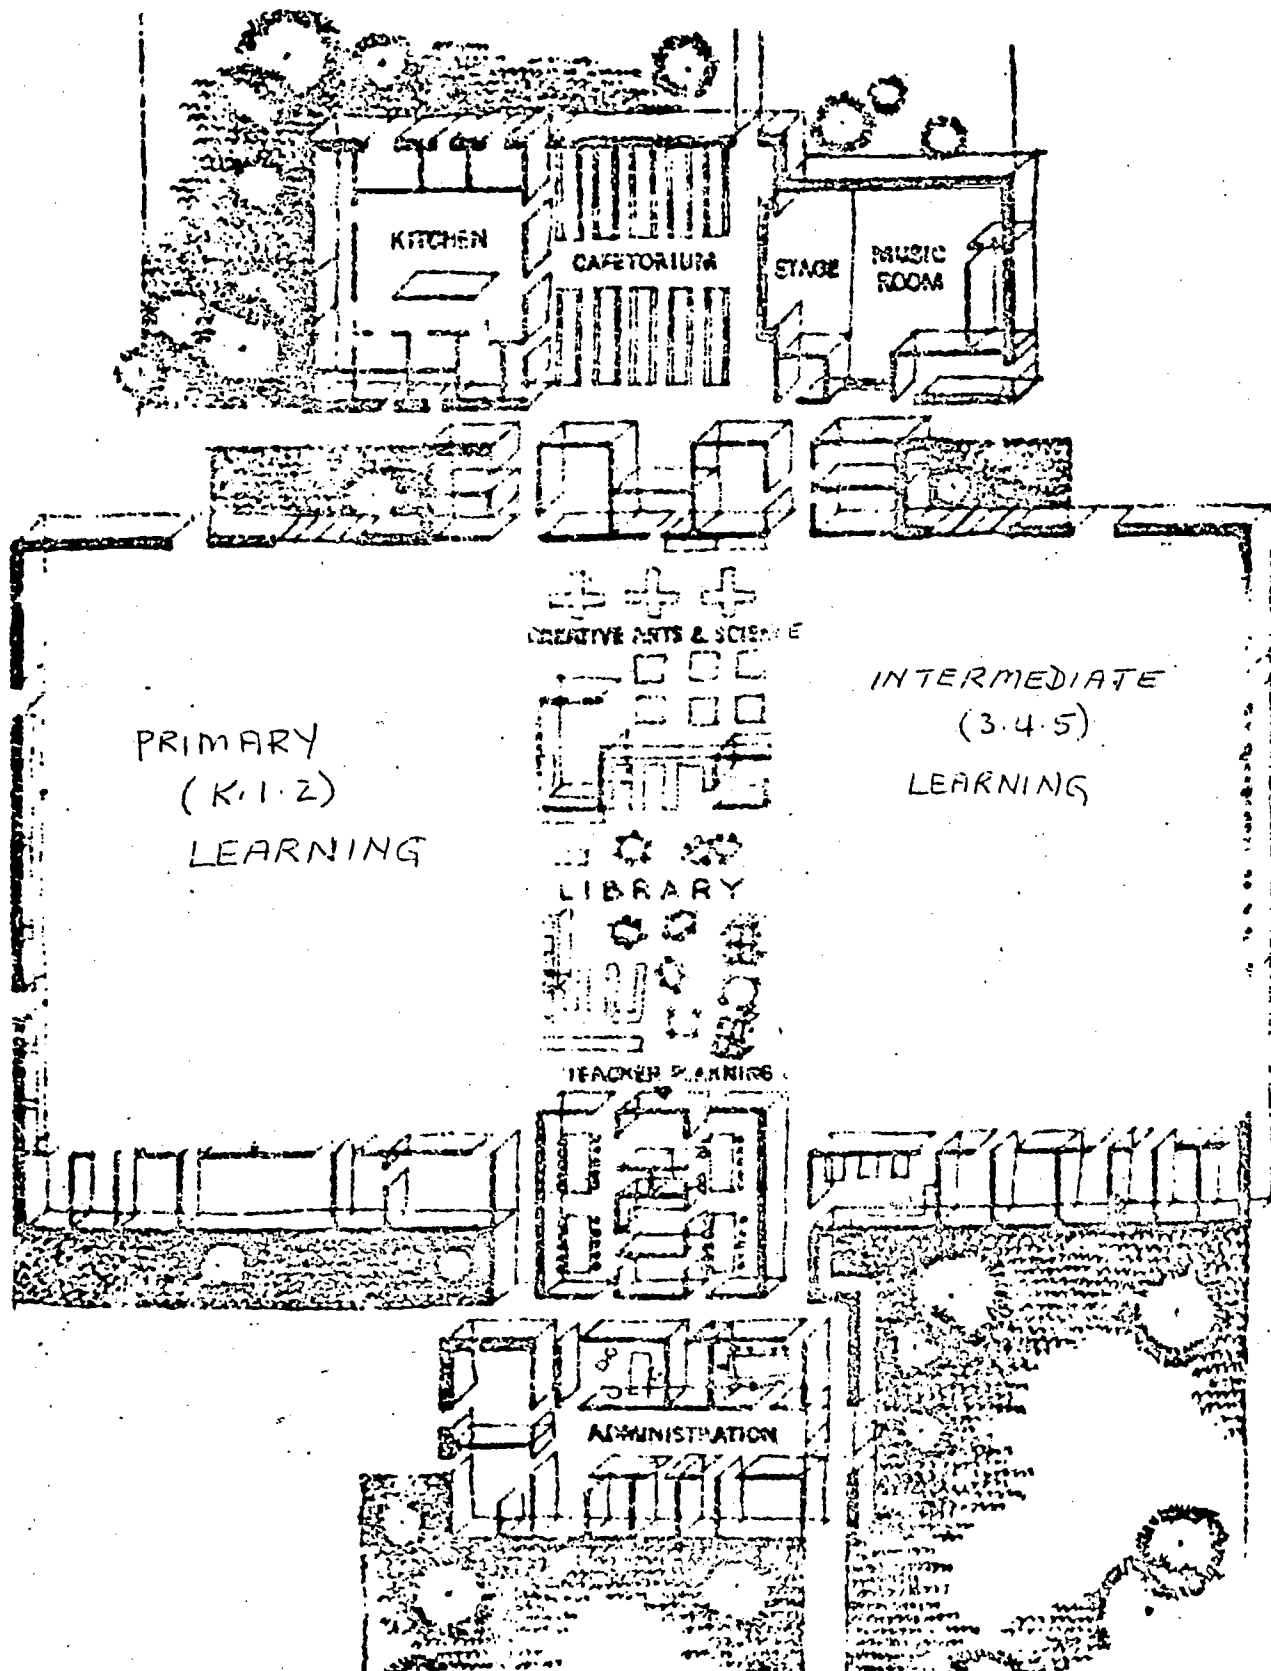 KITCHEN
CAFETORIUM
STAGE
MUSIC
ROOM
CREATIVE ARTS & SCIENCE
PRIMARY
(K.1.2)
LEARNING
INTERMEDIATE
(3.4.5)
LEARNING
LIBRARY
TEACHER PLANNING
ADMINISTRATION